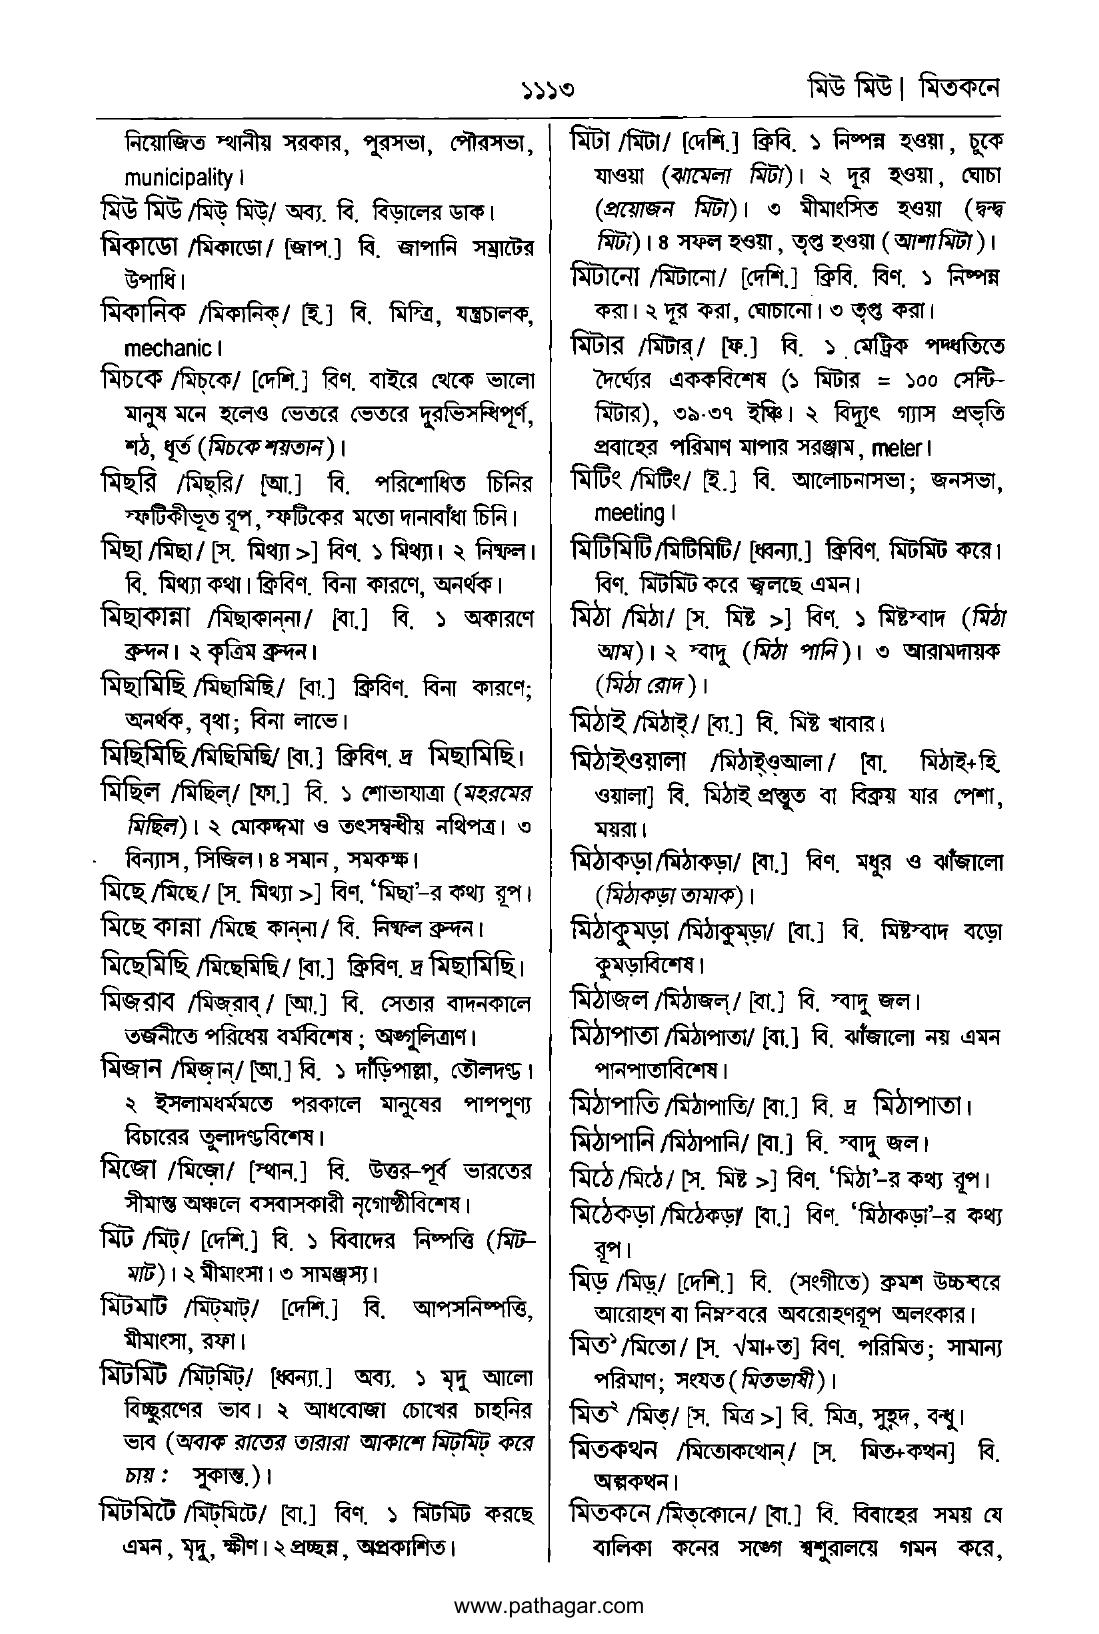 ১১১৩
মিউ মিউ | মিতকনে
নিয়োজিত স্থানীয় সরকার, পুরসভা, পৌরসভা,
municipality।
মিউ মিউ /মিউ্ মিউ্/ অব্য. বি. বিড়ালের ডাক।
মিকাডো /মিকাডো/ [জাপ.] বি. জাপানি সম্রাটের
উপাধি।
মিকানিক /মিকানিক্/ [ই.] বি. মিস্ত্রি, যন্ত্রচালক,
mechanic।
মিচকে /মিচ্‌কে/ [দেশি.] বিণ. বাইরে থেকে ভালো
মানুষ মনে হলেও ভেতরে ভেতরে দুরভিসন্ধিপূর্ণ,
শঠ, ধূর্ত (মিচকে শয়তান)।
মিছরি /মিছ্‌রি/ [আ.] বি. পরিশোধিত চিনির
স্ফটিকীভূত রূপ, স্ফটিকের মতো দানাবাঁধা চিনি।
মিছা /মিছা/ [স. মিথ্যা >] বিণ. ১ মিথ্যা। ২ নিষ্ফল।
বি. মিথ্যা কথা। ক্রিবিণ. বিনা কারণে, অনর্থক।
মিছাকান্না /মিছাকান্‌না/ [বা.] বি. ১ অকারণে
ক্রন্দন। ২ কৃত্রিম ক্রন্দন।
মিছামিছি /মিছামিছি/ [বা.] ক্রিবিণ. বিনা কারণে;
অনর্থক, বৃথা; বিনা লাভে।
মিছিমিছি /মিছিমিছি/ [বা.] ক্রিবিণ. দ্র মিছামিছি।
মিছিল /মিছিল্/ [ফা.] বি. ১ শোভাযাত্রা (মহরমের
মিছিল)। ২ মোকদ্দমা ও তৎসম্বন্ধীয় নথিপত্র। ৩
বিন্যাস, সিজিল। ৪ সমান, সমকক্ষ।
মিছে /মিছে/ [স. মিথ্যা >] বিণ. ‘মিছা’-র কথ্য রূপ।
মিছে কান্না /মিছে কান্‌না/ বি. নিষ্ফল ক্রন্দন।
মিছেমিছি /মিছেমিছি/ [বা.] ক্রিবিণ. দ্র মিছামিছি।
মিজরাব /মিজ্‌রাব্/ [আ.] বি. সেতার বাদনকালে
তর্জনীতে পরিধেয় বর্মবিশেষ; অঙ্গুলিত্রাণ।
মিজান /মিজ়ান্/ [আ.] বি. ১ দাঁড়িপাল্লা, তৌলদণ্ড।
২ ইসলামধর্মমতে পরকালে মানুষের পাপপুণ্য
বিচারের তুলাদণ্ডবিশেষ।
মিজো /মিজ়ো/ [স্থান.] বি. উত্তর-পূর্ব ভারতের
সীমান্ত অঞ্চলে বসবাসকারী নৃগোষ্ঠীবিশেষ।
মিট /মিট্/ [দেশি.] বি. ১ বিবাদের নিষ্পত্তি (মিট-
মাট)। ২ মীমাংসা। ৩ সামঞ্জস্য।
মিটমাট /মিট্‌মাট্/ [দেশি.] বি. আপসনিষ্পত্তি,
মীমাংসা, রফা।
মিটমিট /মিট্‌মিট্/ [ধ্বন্যা.] অব্য. ১ মৃদু আলো
বিচ্ছুরণের ভাব। ২ আধবোজা চোখের চাহনির
ভাব (অবাক রাতের তারারা আকাশে মিট্‌মিট্ করে
চায় : সুকান্ত.)।
মিটমিটে /মিট্‌মিটে/ [বা.] বিণ. ১ মিটমিট করছে
এমন, মৃদু, ক্ষীণ। ২ প্রচ্ছন্ন, অপ্রকাশিত।
মিটা /মিটা/ [দেশি.] ক্রিবি. ১ নিষ্পন্ন হওয়া, চুকে
যাওয়া (ঝামেলা মিটা)। ২ দূর হওয়া, ঘোচা
(প্রয়োজন মিটা)। ৩ মীমাংসিত হওয়া (দ্বন্দ্ব
মিটা)। ৪ সফল হওয়া, তৃপ্ত হওয়া (আশা মিটা)।
মিটানো /মিটানো/ [দেশি.] ক্রিবি. বিণ. ১ নিষ্পন্ন
করা। ২ দূর করা, ঘোচানো। ৩ তৃপ্ত করা।
মিটার /মিটার্/ [ফ.] বি. ১ মেট্রিক পদ্ধতিতে
দৈর্ঘ্যের এককবিশেষ (১ মিটার = ১০০ সেন্টি-
মিটার), ৩৯·৩৭ ইঞ্চি। ২ বিদ্যুৎ গ্যাস প্রভৃতি
প্রবাহের পরিমাণ মাপার সরঞ্জাম, meter।
মিটিং /মিটিং/ [ই.] বি. আলোচনাসভা; জনসভা,
meeting।
মিটিমিটি /মিটিমিটি/ [ধ্বন্যা.] ক্রিবিণ. মিটমিট করে।
বিণ. মিটমিট করে জ্বলছে এমন।
মিঠা /মিঠা/ [স. মিষ্ট >] বিণ. ১ মিষ্টস্বাদ (মিঠা
আম)। ২ স্বাদু (মিঠা পানি)। ৩ আরামদায়ক
(মিঠা রোদ)।
মিঠাই /মিঠাই্/ [বা.] বি. মিষ্ট খাবার।
মিঠাইওয়ালা /মিঠাই্‌ও্‌আলা/ [বা. মিঠাই+হি.
ওয়ালা] বি. মিঠাই প্রস্তুত বা বিক্রয় যার পেশা,
ময়রা।
মিঠাকড়া /মিঠাকড়া/ [বা.] বিণ. মধুর ও ঝাঁজালো
(মিঠাকড়া তামাক)।
মিঠাকুমড়া /মিঠাকুম্‌ড়া/ [বা.] বি. মিষ্টস্বাদ বড়ো
কুমড়াবিশেষ।
মিঠাজল /মিঠাজল্/ [বা.] বি. স্বাদু জল।
মিঠাপাতা /মিঠাপাতা/ [বা.] বি. ঝাঁজালো নয় এমন
পানপাতাবিশেষ।
মিঠাপাতি /মিঠাপাতি/ [বা.] বি. দ্র মিঠাপাতা।
মিঠাপানি /মিঠাপানি/ [বা.] বি. স্বাদু জল।
মিঠে /মিঠে/ [স. মিষ্ট >] বিণ. ‘মিঠা’-র কথ্য রূপ।
মিঠেকড়া /মিঠেকড়া/ [বা.] বিণ. ‘মিঠাকড়া’-র কথ্য
রূপ।
মিড় /মিড়্/ [দেশি.] বি. (সংগীতে) ক্রমশ উচ্চস্বরে
আরোহণ বা নিম্নস্বরে অবরোহণরূপ অলংকার।
মিত¹ /মিতো/ [স. √মা+ত] বিণ. পরিমিত; সামান্য
পরিমাণ; সংযত (মিতভাষী)।
মিত² /মিত্/ [স. মিত্র >] বি. মিত্র, সুহৃদ, বন্ধু।
মিতকথন /মিতোকথোন্/ [স. মিত+কথন] বি.
অল্পকথন।
মিতকনে /মিত্‌কোনে/ [বা.] বি. বিবাহের সময় যে
বালিকা কনের সঙ্গে শ্বশুরালয়ে গমন করে,
www.pathagar.com